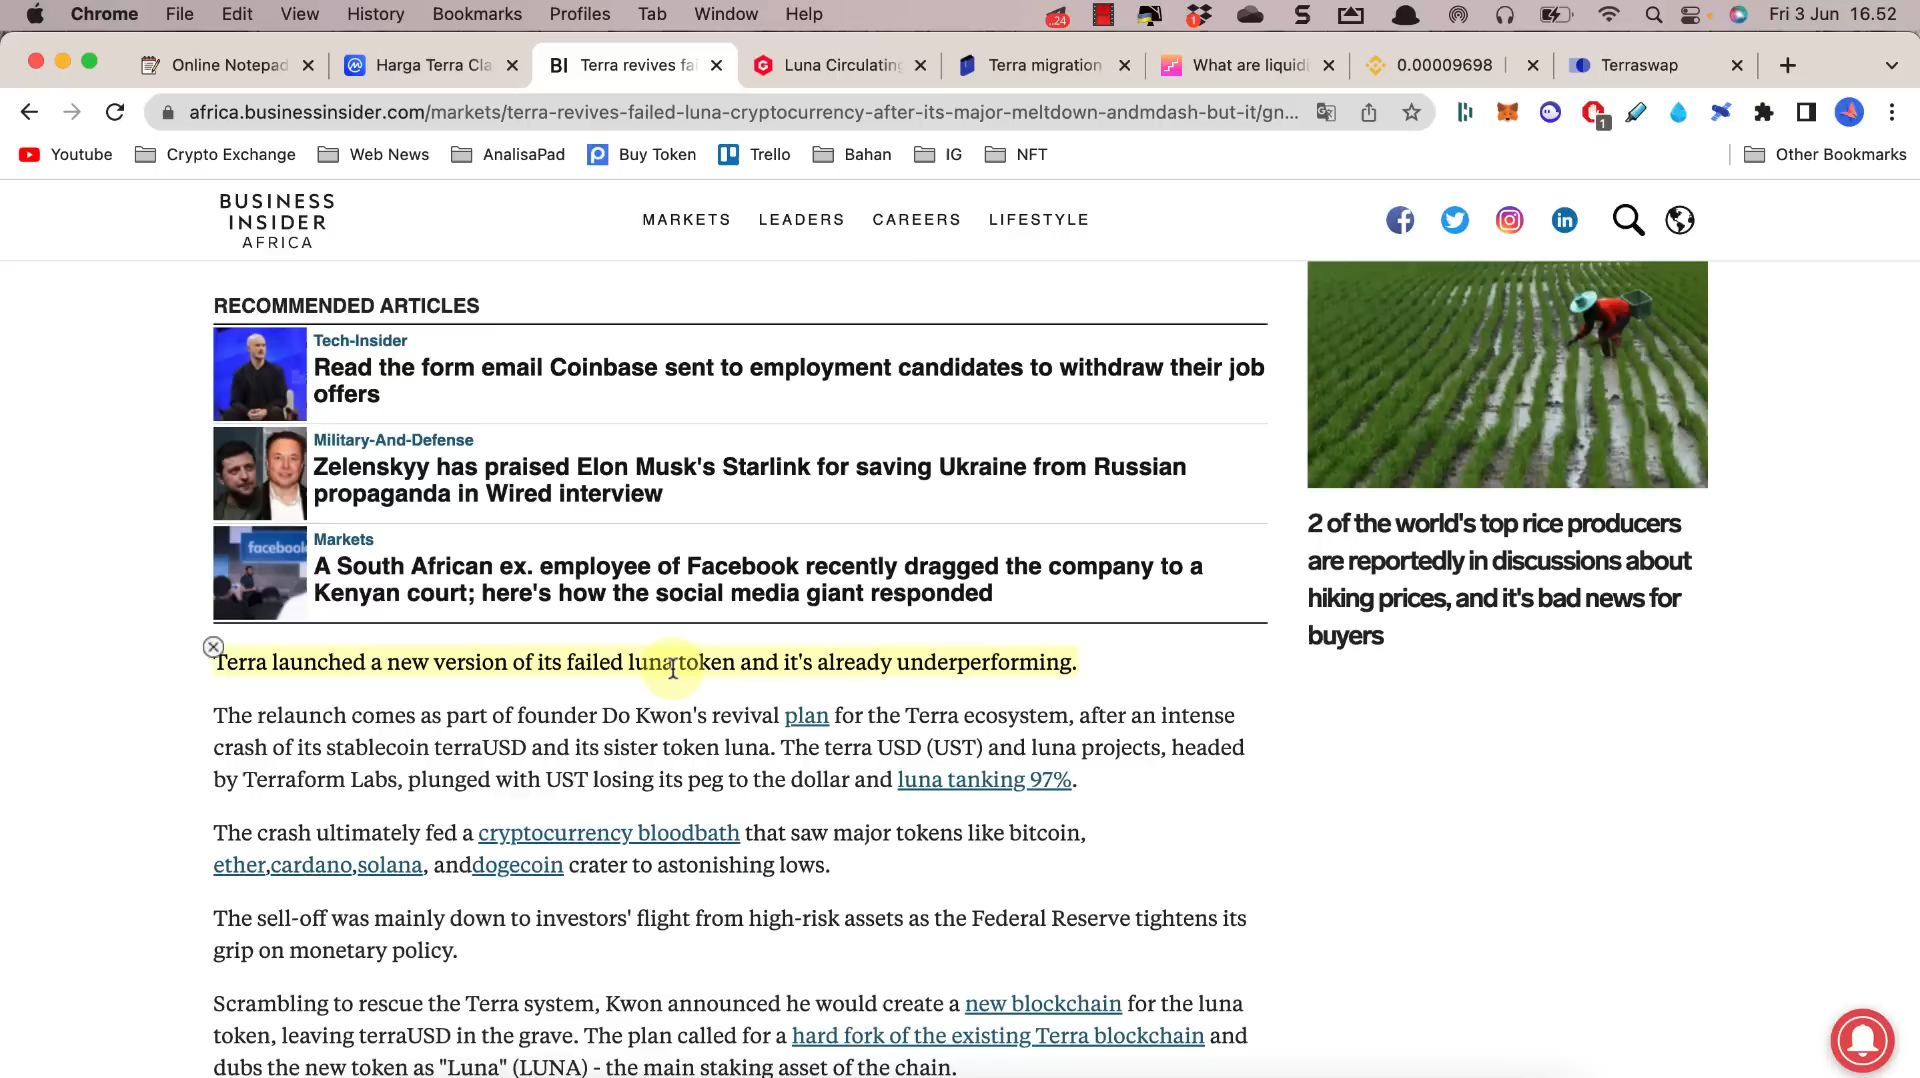 Chrome File Edit View History Bookmarks Profiles Tab Window Help .24 1 S Fri 3 Jun 16.52
Online Notepad Harga Terra Cla BI Terra revives fai Luna Circulating Terra migration What are liquidi 0.00009698 Terraswap
africa.businessinsider.com/markets/terra-revives-failed-luna-cryptocurrency-after-its-major-meltdown-andmdash-but-it/gn... 1
Youtube Crypto Exchange Web News AnalisaPad Buy Token Trello Bahan IG NFT Other Bookmarks
BUSINESS
INSIDER
AFRICA
MARKETS LEADERS CAREERS LIFESTYLE
RECOMMENDED ARTICLES
Tech-Insider
Read the form email Coinbase sent to employment candidates to withdraw their job
offers
Military-And-Defense
Zelenskyy has praised Elon Musk's Starlink for saving Ukraine from Russian
propaganda in Wired interview
facebook
Markets
A South African ex. employee of Facebook recently dragged the company to a
Kenyan court; here's how the social media giant responded
2 of the world's top rice producers
are reportedly in discussions about
hiking prices, and it's bad news for
buyers
Terra launched a new version of its failed luna token and it's already underperforming.
The relaunch comes as part of founder Do Kwon's revival plan for the Terra ecosystem, after an intense
crash of its stablecoin terraUSD and its sister token luna. The terra USD (UST) and luna projects, headed
by Terraform Labs, plunged with UST losing its peg to the dollar and luna tanking 97%.
The crash ultimately fed a cryptocurrency bloodbath that saw major tokens like bitcoin,
ether,cardano,solana, anddogecoin crater to astonishing lows.
The sell-off was mainly down to investors' flight from high-risk assets as the Federal Reserve tightens its
grip on monetary policy.
Scrambling to rescue the Terra system, Kwon announced he would create a new blockchain for the luna
token, leaving terraUSD in the grave. The plan called for a hard fork of the existing Terra blockchain and
dubs the new token as "Luna" (LUNA) - the main staking asset of the chain.